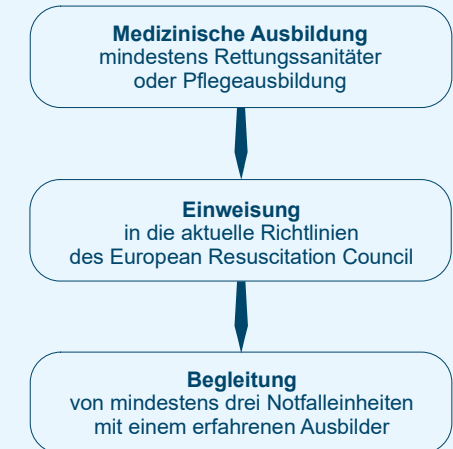 Medizinische Ausbildung
mindestens Rettungssanitäter
oder Pflegeausbildung
Einweisung
in die aktuelle Richtlinien
des European Resuscitation Council
Begleitung
von mindestens drei Notfalleinheiten
mit einem erfahrenen Ausbilder